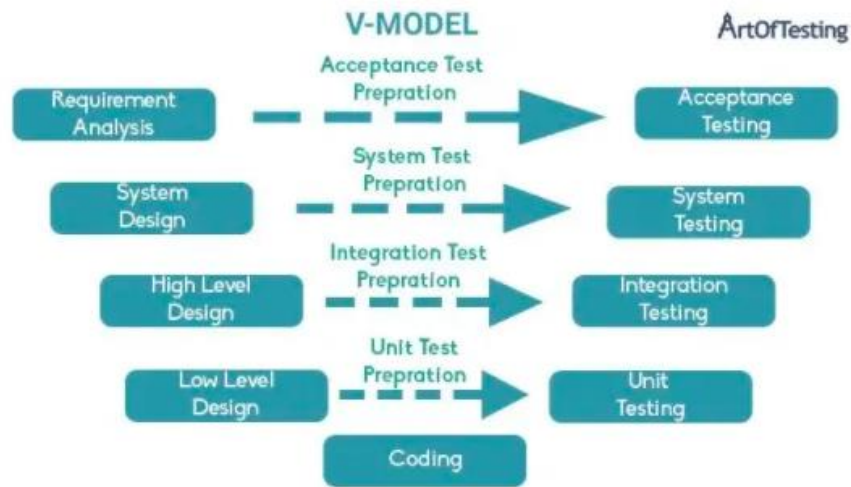 V-MODEL
ArtOfTesting
Acceptance Test
Prepration
Requirement
Analysis
Acceptance
Testing
System Test
Prepration
System
Design
System
Testing
Integration Test
Prepration
High Level
Design
Integration
Testing
Unit Test
Prepration
Low Level
Design
Unit
Testing
Coding